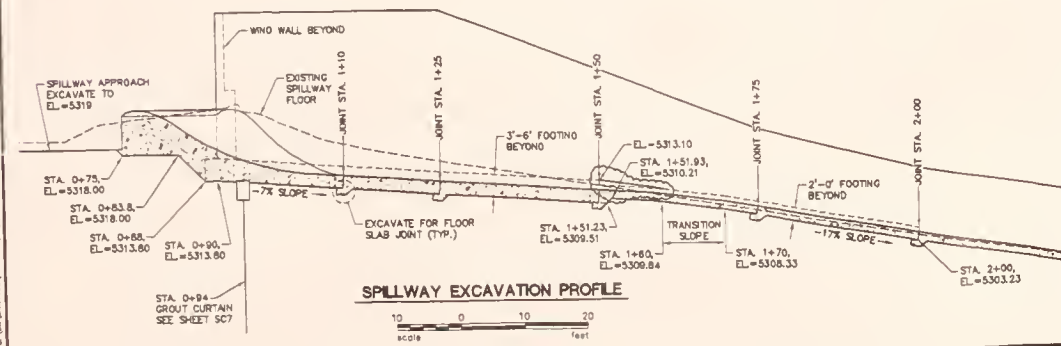 WING WALL BEYOND
SPILLWAY APPROACH
EXCAVATE TO
EL.=5319
EXISTING
SPILLWAY
FLOOR
JOINT STA. 1+10
JOINT STA. 1+25
3'-6' FOOTING
BEYOND
JOINT STA. 1+50
EL.=5313.10
STA. 1+51.93,
EL.=5310.21
JOINT STA. 1+75
2'-0' FOOTING
BEYOND
JOINT STA. 2+00
STA. 0+75,
EL.=5318.00
STA. 0+83.8,
EL.=5318.00
STA. 0+88,
EL.=5313.60
STA. 0+90,
EL.=5313.60
~7% SLOPE
EXCAVATE FOR FLOOR
SLAB JOINT (TYP.)
STA. 1+51.23,
EL.=5309.51
STA. 1+60,
EL.=5309.64
TRANSITION
SLOPE
STA. 1+70,
EL.=5308.33
~17% SLOPE
STA. 2+00,
EL.=5303.23
STA. 0+94
GROUT CURTAIN
SEE SHEET SC7
SPILLWAY EXCAVATION PROFILE
10 0 10 20
scale feet